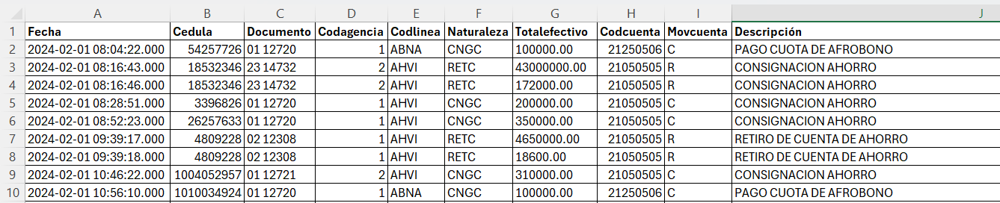 A B C D E F G H I J
1 Fecha Cedula Documento Codagencia Codlinea Naturaleza Totalefectivo Codcuenta Movcuenta Descripción
2 2024-02-01 08:04:22.000 54257726 01 12720 1 ABNA CNGC 100000.00 21250506 C PAGO CUOTA DE AFROBONO
3 2024-02-01 08:16:43.000 18532346 23 14732 2 AHVI RETC 43000000.00 21050505 R CONSIGNACION AHORRO
4 2024-02-01 08:16:46.000 18532346 23 14732 2 AHVI RETC 172000.00 21050505 R CONSIGNACION AHORRO
5 2024-02-01 08:28:51.000 3396826 01 12720 1 AHVI CNGC 200000.00 21050505 C CONSIGNACION AHORRO
6 2024-02-01 08:52:23.000 26257633 01 12720 1 AHVI CNGC 350000.00 21050505 C CONSIGNACION AHORRO
7 2024-02-01 09:39:17.000 4809228 02 12308 1 AHVI RETC 4650000.00 21050505 R RETIRO DE CUENTA DE AHORRO
8 2024-02-01 09:39:18.000 4809228 02 12308 1 AHVI RETC 18600.00 21050505 R RETIRO DE CUENTA DE AHORRO
9 2024-02-01 10:46:22.000 1004052957 01 12721 2 AHVI CNGC 310000.00 21050505 C CONSIGNACION AHORRO
10 2024-02-01 10:56:10.000 1010034924 01 12720 1 ABNA CNGC 100000.00 21250506 C PAGO CUOTA DE AFROBONO